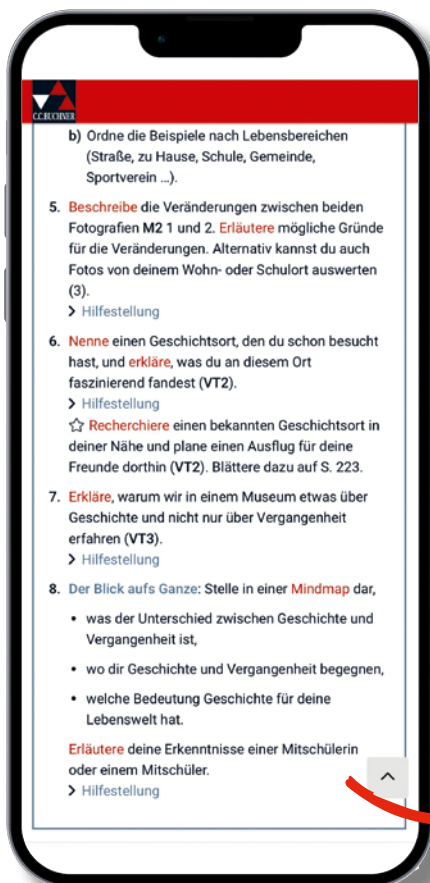 C.C.BUCHNER
b) Ordne die Beispiele nach Lebensbereichen
(Straße, zu Hause, Schule, Gemeinde,
Sportverein ...).
5. Beschreibe die Veränderungen zwischen beiden
Fotografien M2 1 und 2. Erläutere mögliche Gründe
für die Veränderungen. Alternativ kannst du auch
Fotos von deinem Wohn- oder Schulort auswerten
(3).
> Hilfestellung
6. Nenne einen Geschichtsort, den du schon besucht
hast, und erkläre, was du an diesem Ort
faszinierend fandest (VT2).
> Hilfestellung
☆ Recherchiere einen bekannten Geschichtsort in
deiner Nähe und plane einen Ausflug für deine
Freunde dorthin (VT2). Blättere dazu auf S. 223.
7. Erkläre, warum wir in einem Museum etwas über
Geschichte und nicht nur über Vergangenheit
erfahren (VT3).
> Hilfestellung
8. Der Blick aufs Ganze: Stelle in einer Mindmap dar,
• was der Unterschied zwischen Geschichte und
Vergangenheit ist,
• wo dir Geschichte und Vergangenheit begegnen,
• welche Bedeutung Geschichte für deine
Lebenswelt hat.
Erläutere deine Erkenntnisse einer Mitschülerin
oder einem Mitschüler.
> Hilfestellung